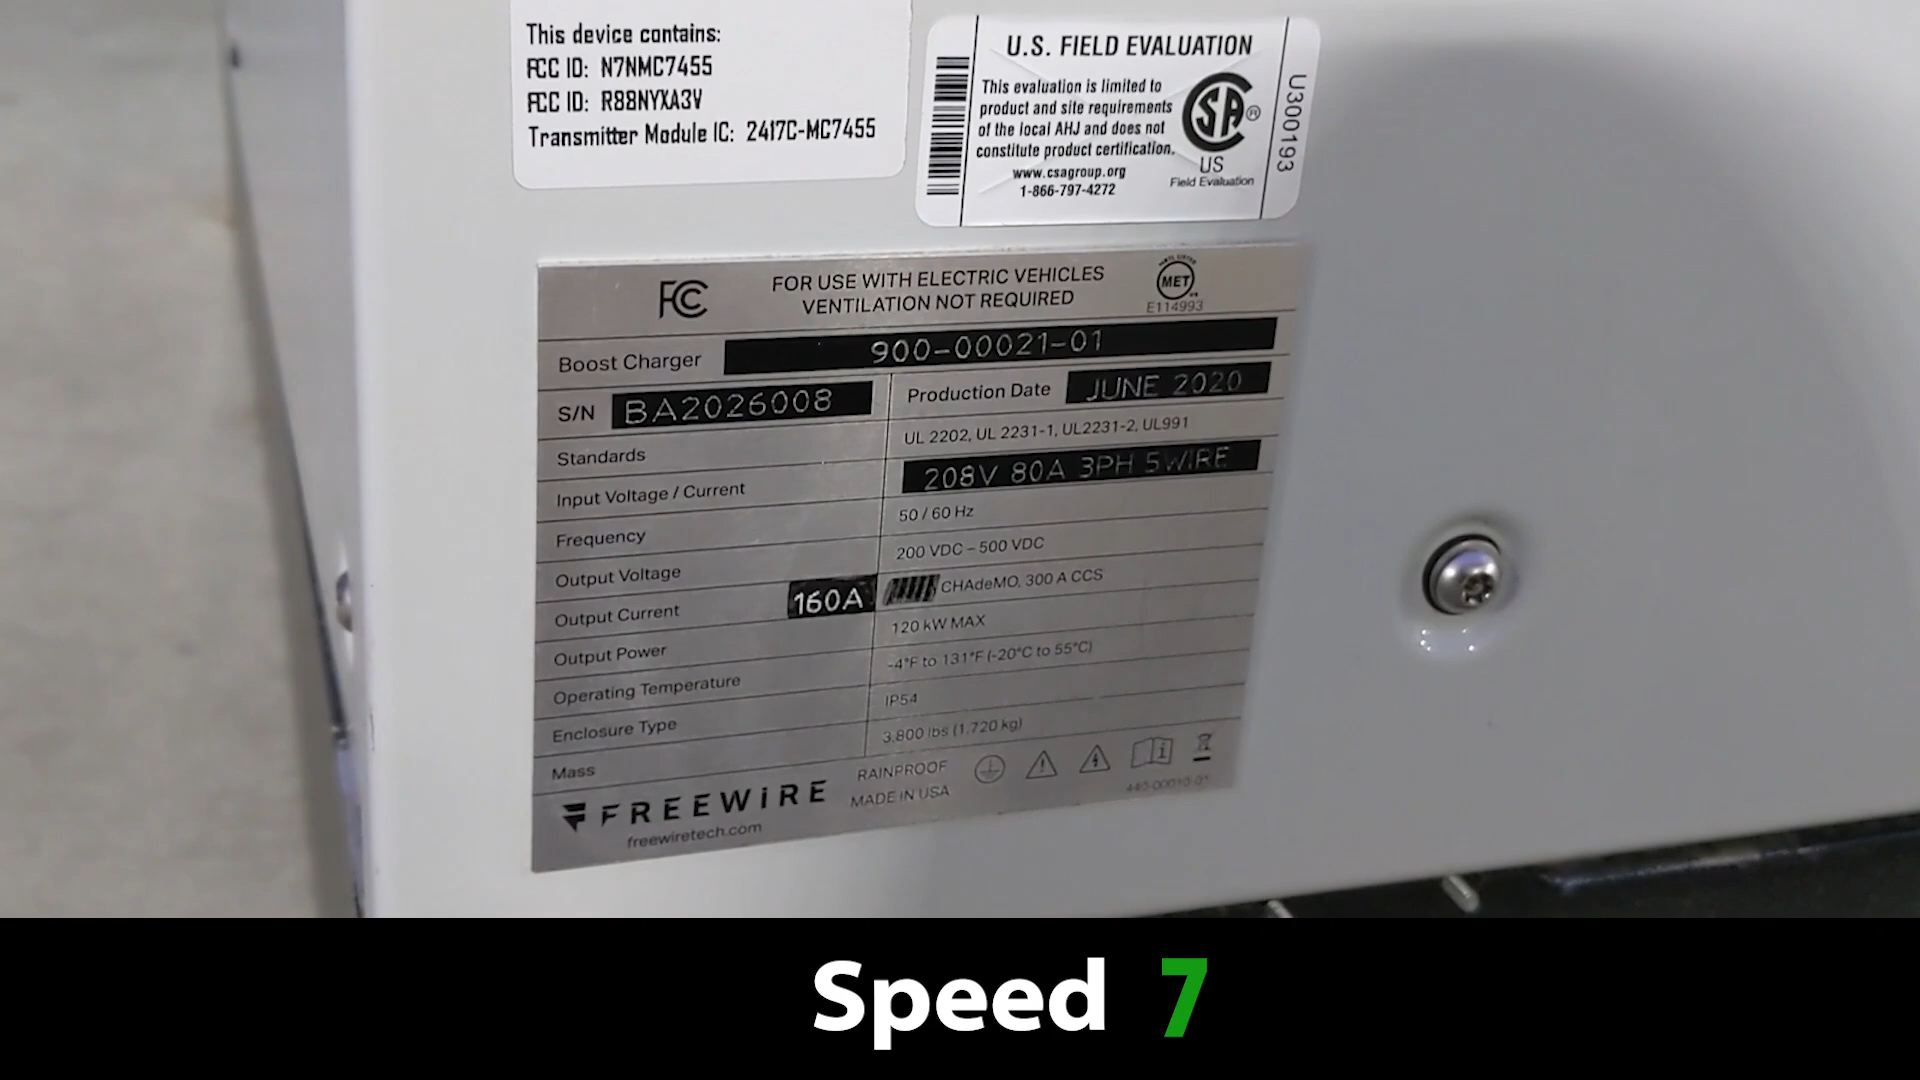 This device contains:
FCC ID: N7NMC7455
FCC ID: R88NYXA3V
Transmitter Module IC: 2417C-MC7455
U.S. FIELD EVALUATION
This evaluation is limited to
product and site requirements
of the local AHJ and does not
constitute product certification.
www.csagroup.org
1-866-797-4272
SA
US
Field Evaluation
U300193
FC
FOR USE WITH ELECTRIC VEHICLES
VENTILATION NOT REQUIRED
MET
E114993
Boost Charger 900-00021-01
S/N BA2026008 Production Date JUNE 2020
Standards UL 2202, UL 2231-1, UL2231-2, UL991
Input Voltage / Current 208V 80A 3PH 5WIRE
Frequency 50 / 60 Hz
Output Voltage 200 VDC – 500 VDC
Output Current 160A CHAdeMO, 300 A CCS
Output Power 120 kW MAX
Operating Temperature -4°F to 131°F (-20°C to 55°C)
Enclosure Type IP54
Mass 3,800 lbs (1,720 kg)
FREEWiRE
freewiretech.com
RAINPROOF
MADE IN USA
440-00010-01
Speed 7